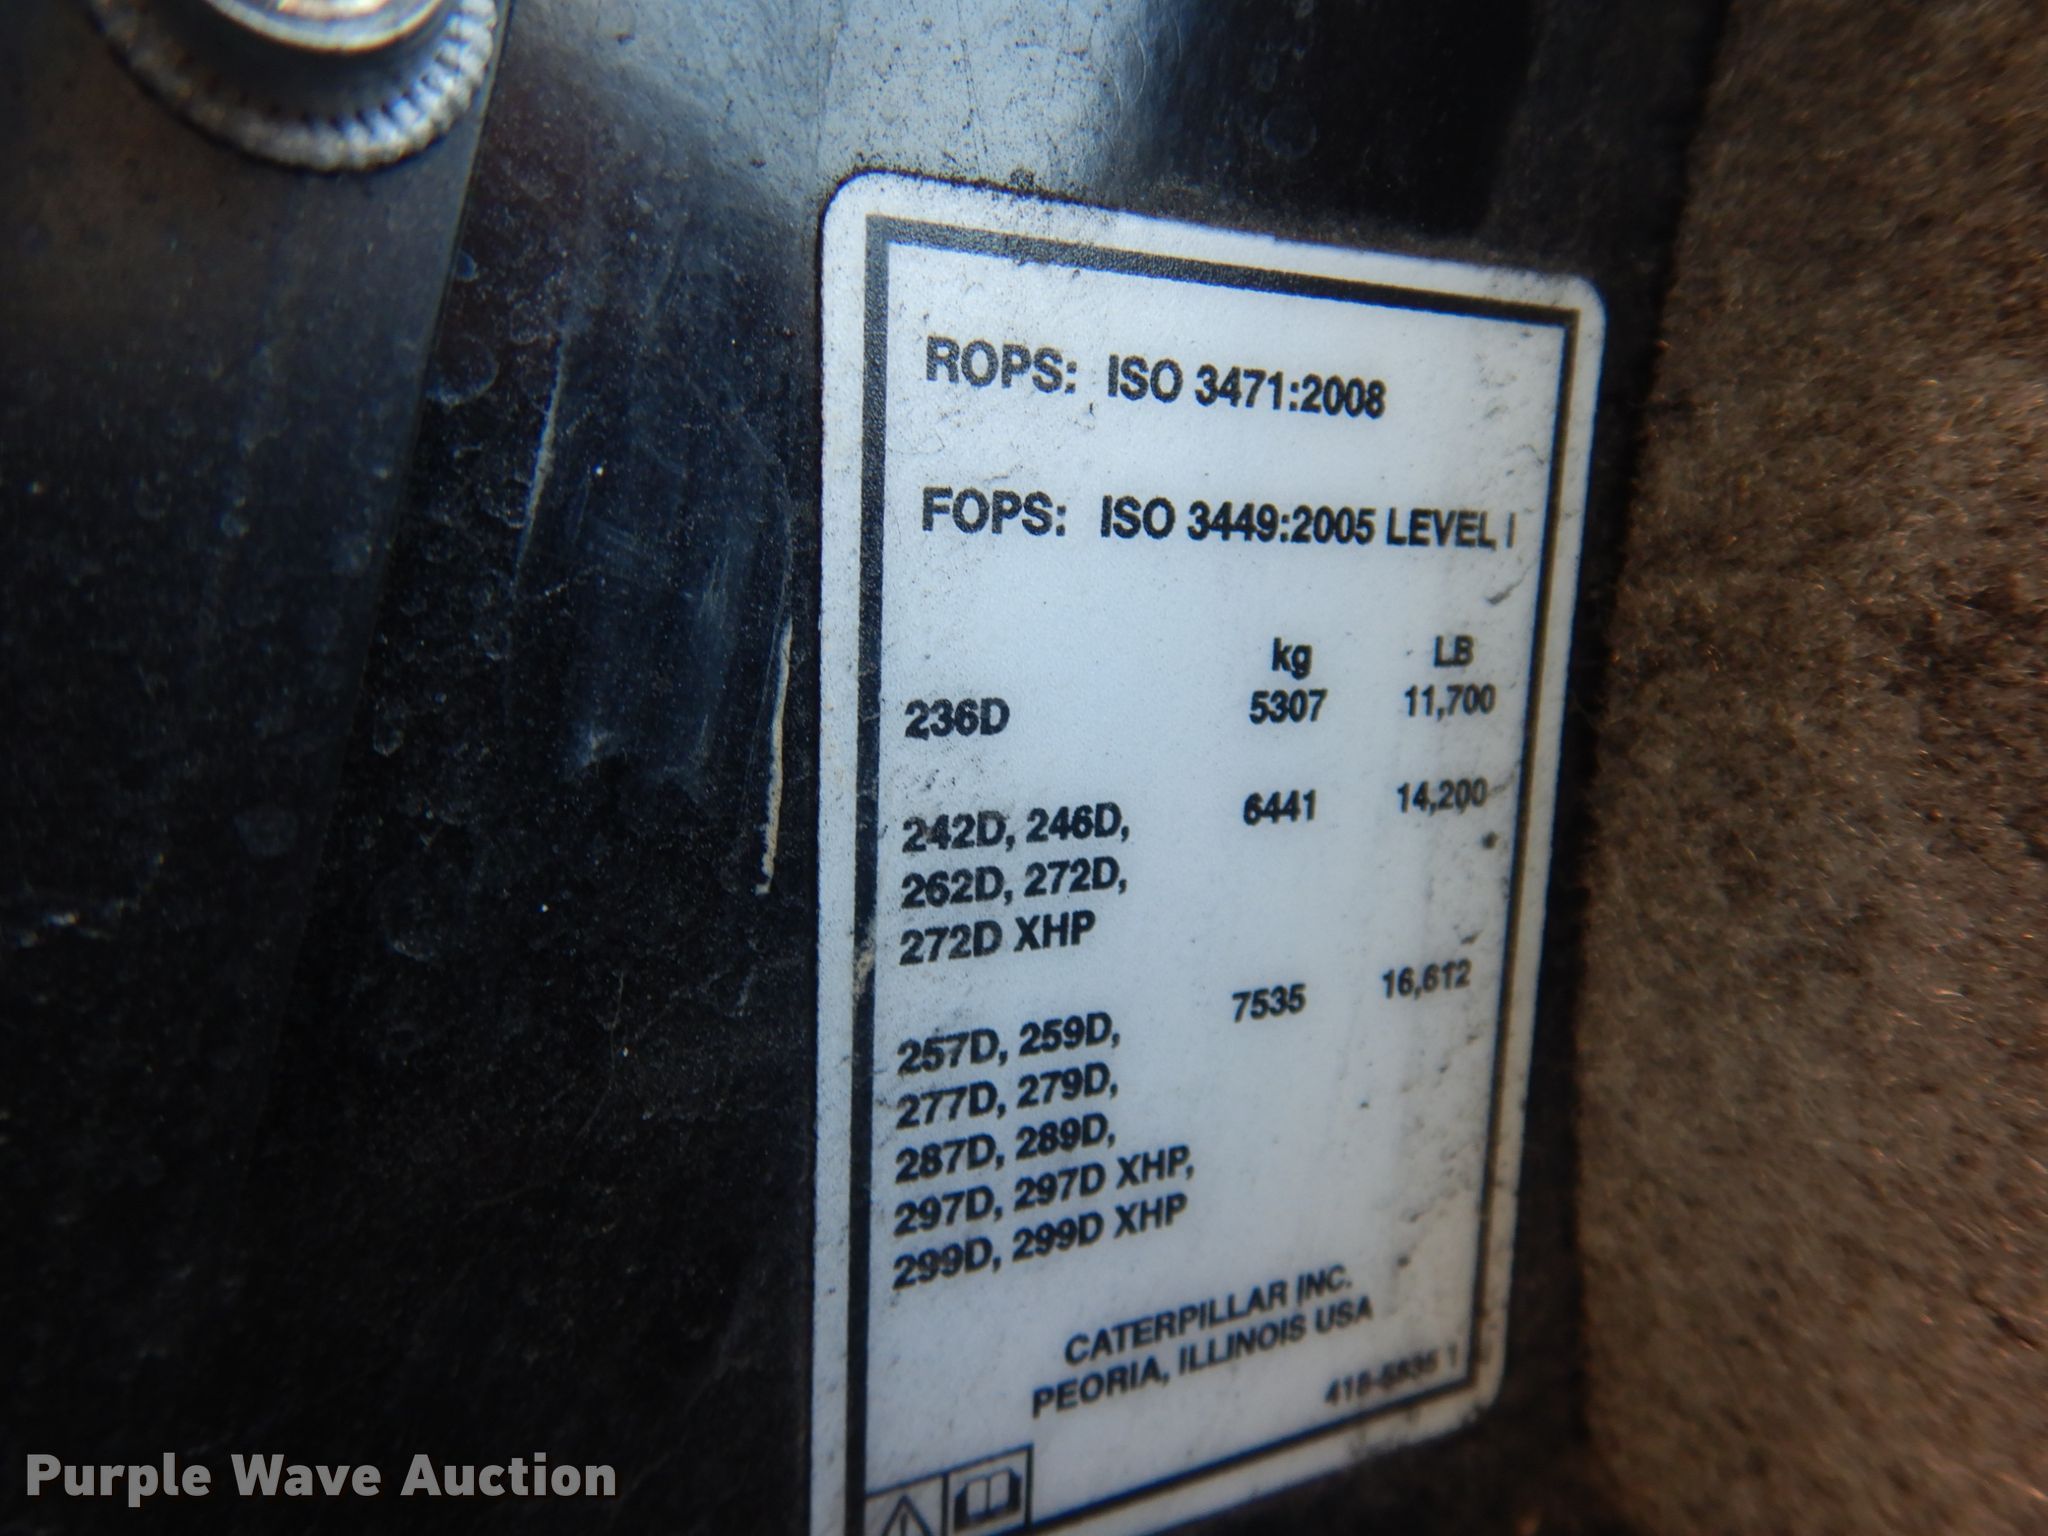 ROPS: ISO 3471:2008
FOPS: ISO 3449:2005 LEVEL I
kg LB
236D 5307 11,700
242D, 246D, 6441 14,200
262D, 272D,
272D XHP
257D, 259D, 7535 16,612
277D, 279D,
287D, 289D,
297D, 297D XHP,
299D, 299D XHP
CATERPILLAR INC.
PEORIA, ILLINOIS USA
Purple Wave Auction